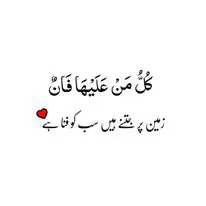 كُلُّ مَنْ عَلَيْهَا فَانٌ
زمین پر جتنے ہیں سب کو فنا ہے